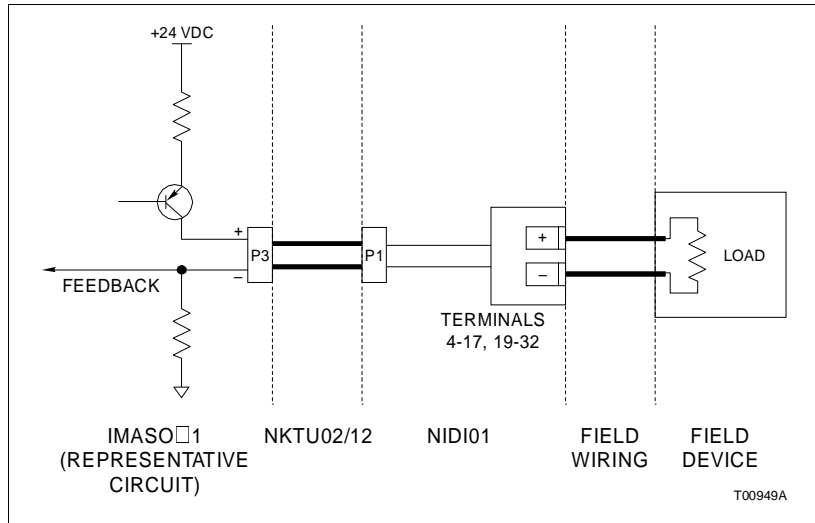 +24 VDC
+
–
P3
P1
+
–
FEEDBACK
LOAD
TERMINALS
4-17, 19-32
IMASO□1
(REPRESENTATIVE
CIRCUIT)
NKTU02/12
NIDI01
FIELD
WIRING
FIELD
DEVICE
T00949A